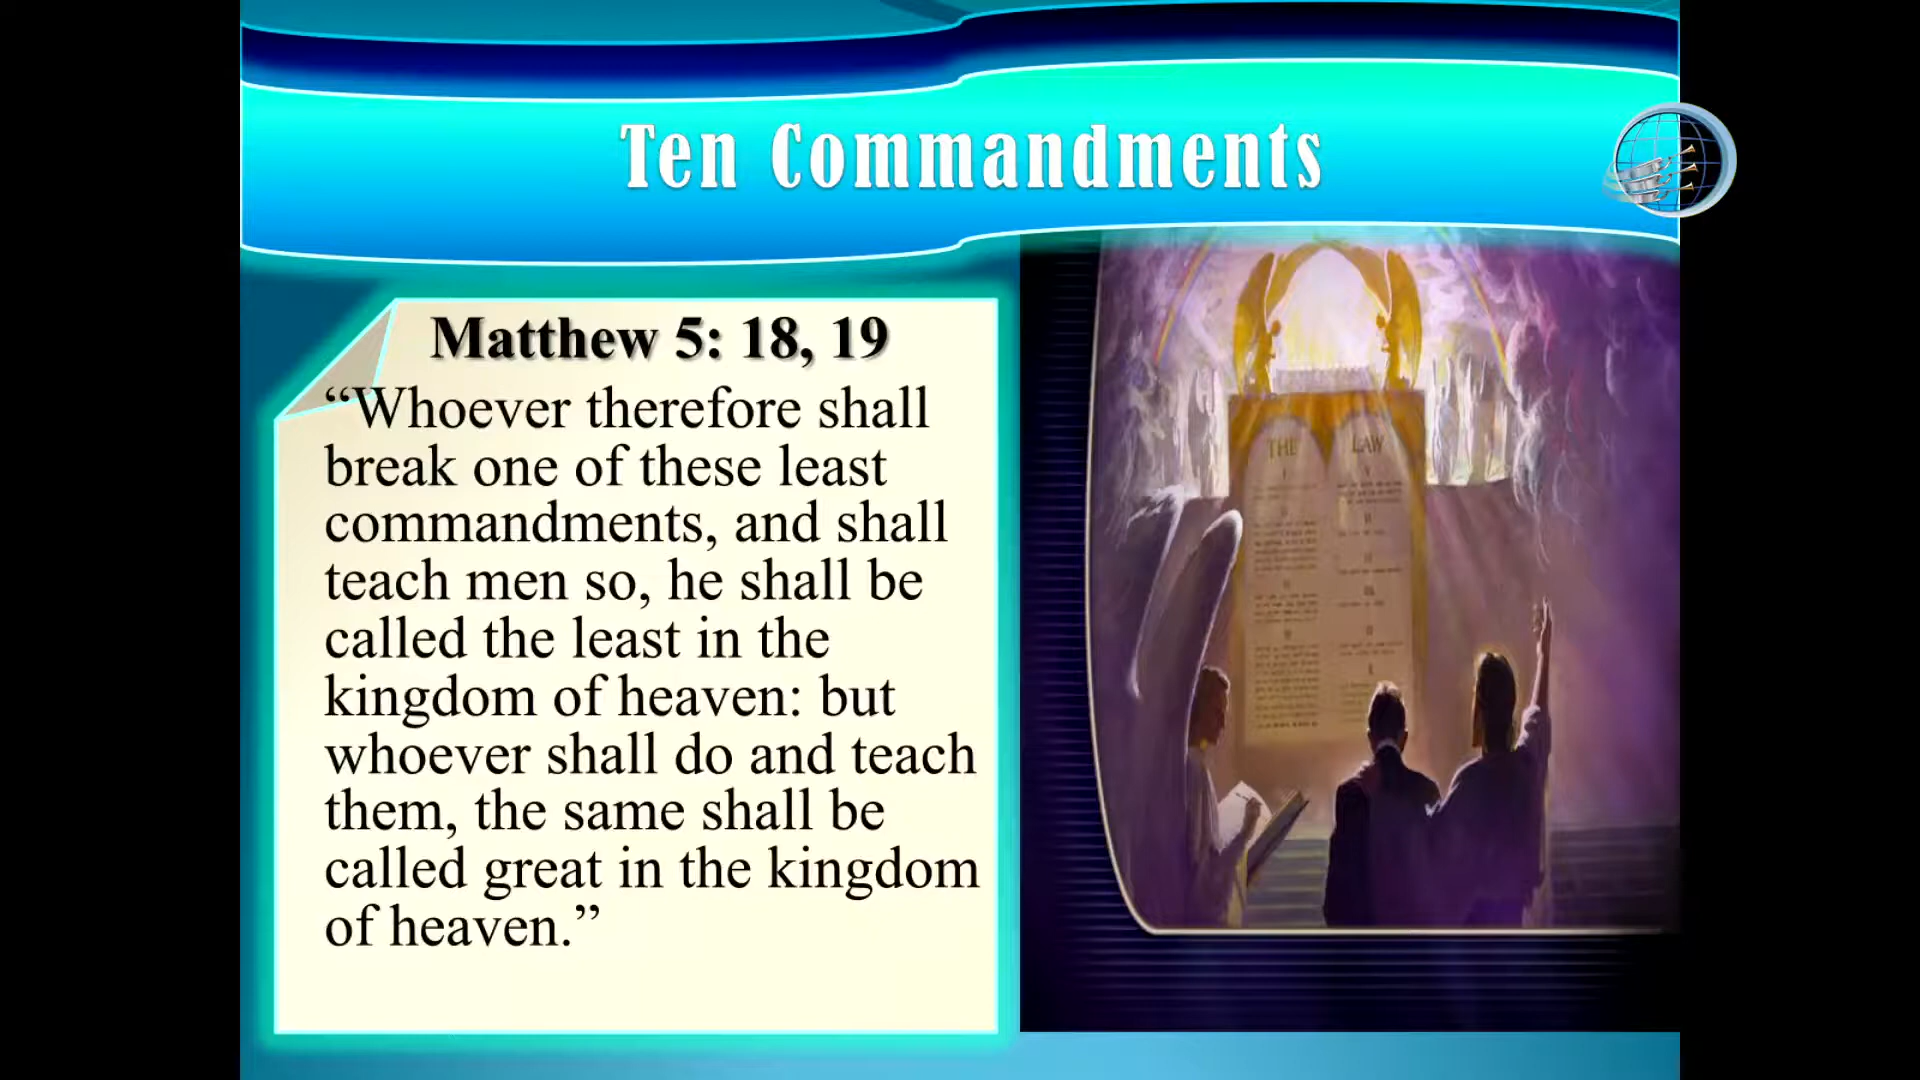 Ten Commandments
Matthew 5: 18, 19
“Whoever therefore shall
break one of these least
commandments, and shall
teach men so, he shall be
called the least in the
kingdom of heaven: but
whoever shall do and teach
them, the same shall be
called great in the kingdom
of heaven.”
THE LAW